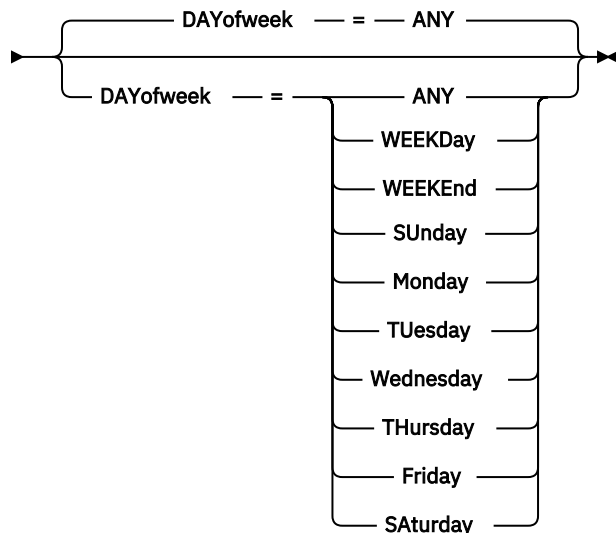 DAYofweek = ANY
DAYofweek = ANY
WEEKDay
WEEKEnd
SUnday
Monday
TUesday
Wednesday
THursday
Friday
SAturday